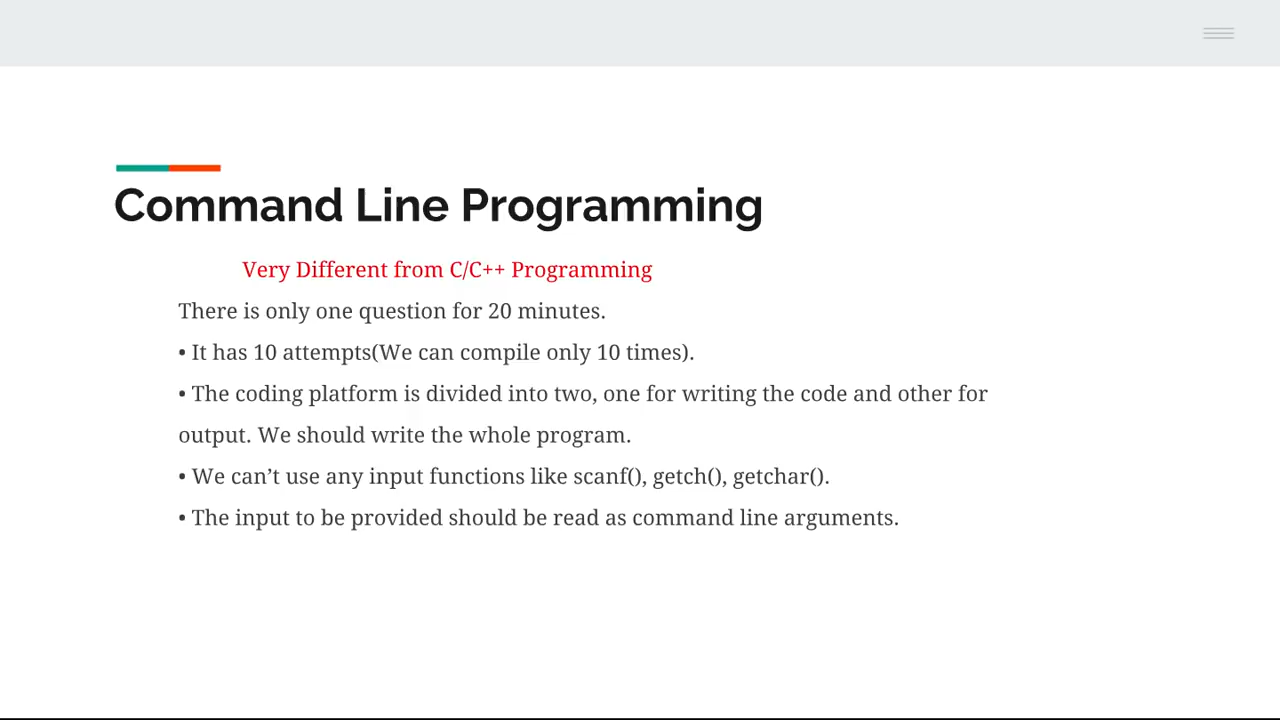 Command Line Programming
Very Different from C/C++ Programming
There is only one question for 20 minutes.
• It has 10 attempts(We can compile only 10 times).
• The coding platform is divided into two, one for writing the code and other for
output. We should write the whole program.
• We can’t use any input functions like scanf(), getch(), getchar().
• The input to be provided should be read as command line arguments.